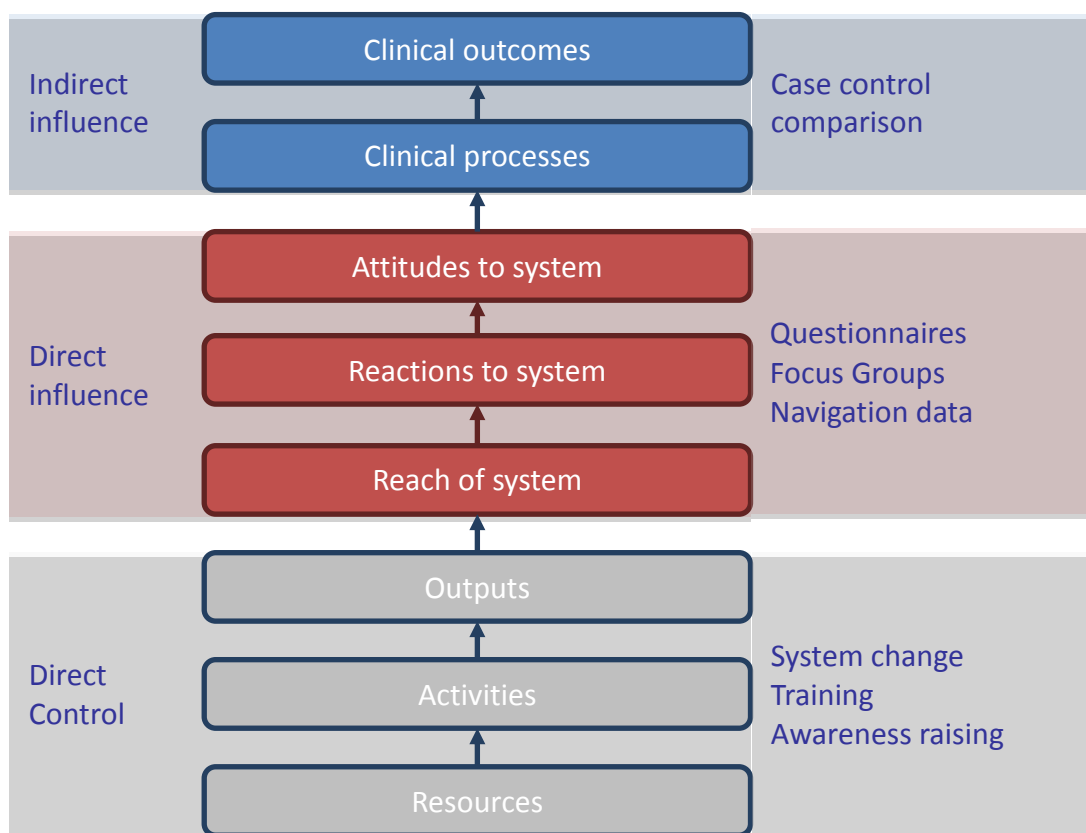 Clinical outcomes
Indirect
influence
Case control
comparison
Clinical processes
Attitudes to system
Direct
influence
Reactions to system
Questionnaires
Focus Groups
Navigation data
Reach of system
Outputs
Direct
Control
Activities
System change
Training
Awareness raising
Resources